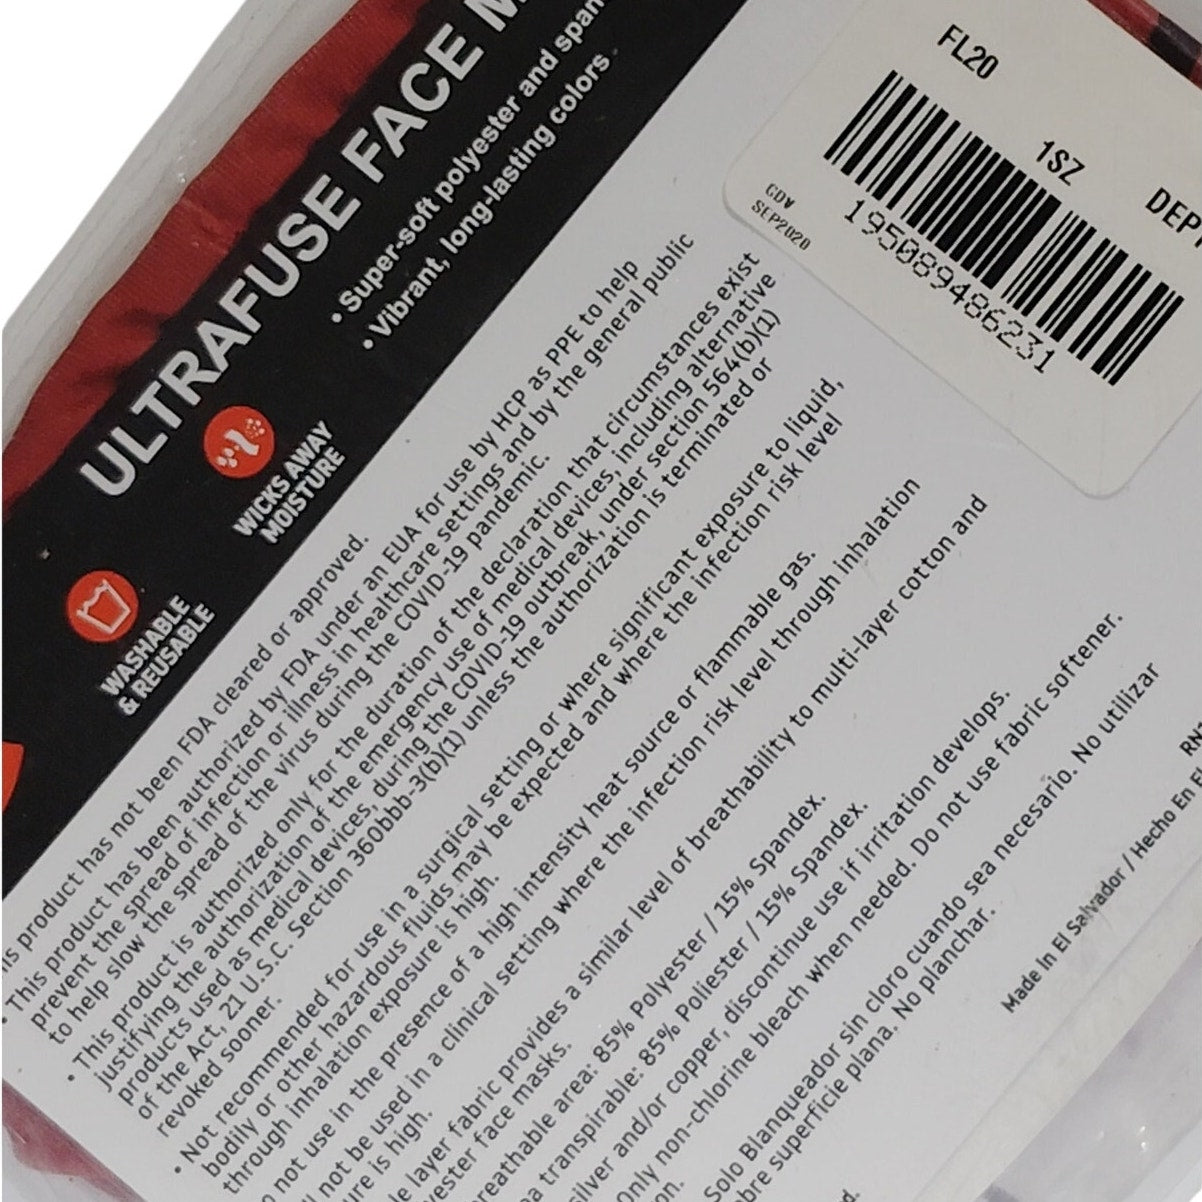 ULTRAFUSE FACE
• Super-soft polyester and
• Vibrant, long-lasting colors
WASHABLE
& REUSABLE
WICKS AWAY
MOISTURE
FL20
1SZ
195089486231
SEP2020
product has not been FDA cleared or approved.
• This product has been authorized by FDA under an EUA for use by HCP as PPE to help
prevent the spread of infection or illness in healthcare settings and by the general public
to help slow the spread of the virus during the COVID-19 pandemic.
• This product is authorized only for the duration of the declaration that circumstances exist
justifying the authorization of the emergency use of medical devices, including alternative
products used as medical devices, during the COVID-19 outbreak, under section 564(b)(1)
of the Act, 21 U.S.C. Section 360bbb-3(b)(1) unless the authorization is terminated or
revoked sooner.
• Not recommended for use in a surgical setting or where significant exposure to liquid,
bodily or other hazardous fluids may be expected and where the infection risk level
through inhalation exposure is high.
not use in the presence of a high intensity heat source or flammable gas.
not be used in a clinical setting where the infection risk level through inhalation
is high.
layer fabric provides a similar level of breathability to multi-layer cotton and
face masks.
area: 85% Polyester / 15% Spandex.
transpirable: 85% Poliester / 15% Spandex.
silver and/or copper, discontinue use if irritation develops.
Only non-chlorine bleach when needed. Do not use fabric softener.
Solo Blanqueador sin cloro cuando sea necesario. No utilizar
superficie plana. No planchar.
Made In El Salvador / Hecho En